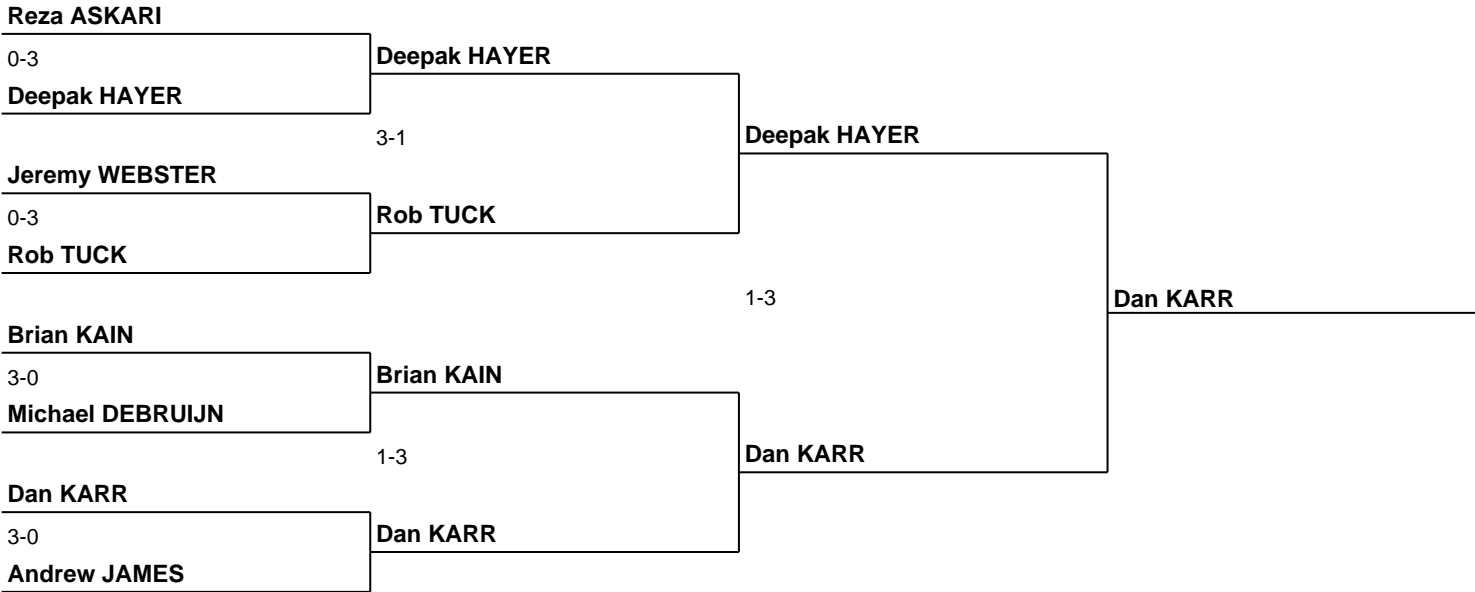 Reza ASKARI
0-3
Deepak HAYER
Deepak HAYER
3-1
Deepak HAYER
Jeremy WEBSTER
0-3
Rob TUCK
Rob TUCK
1-3
Dan KARR
Brian KAIN
3-0
Brian KAIN
Michael DEBRUIJN
1-3
Dan KARR
Dan KARR
3-0
Dan KARR
Andrew JAMES